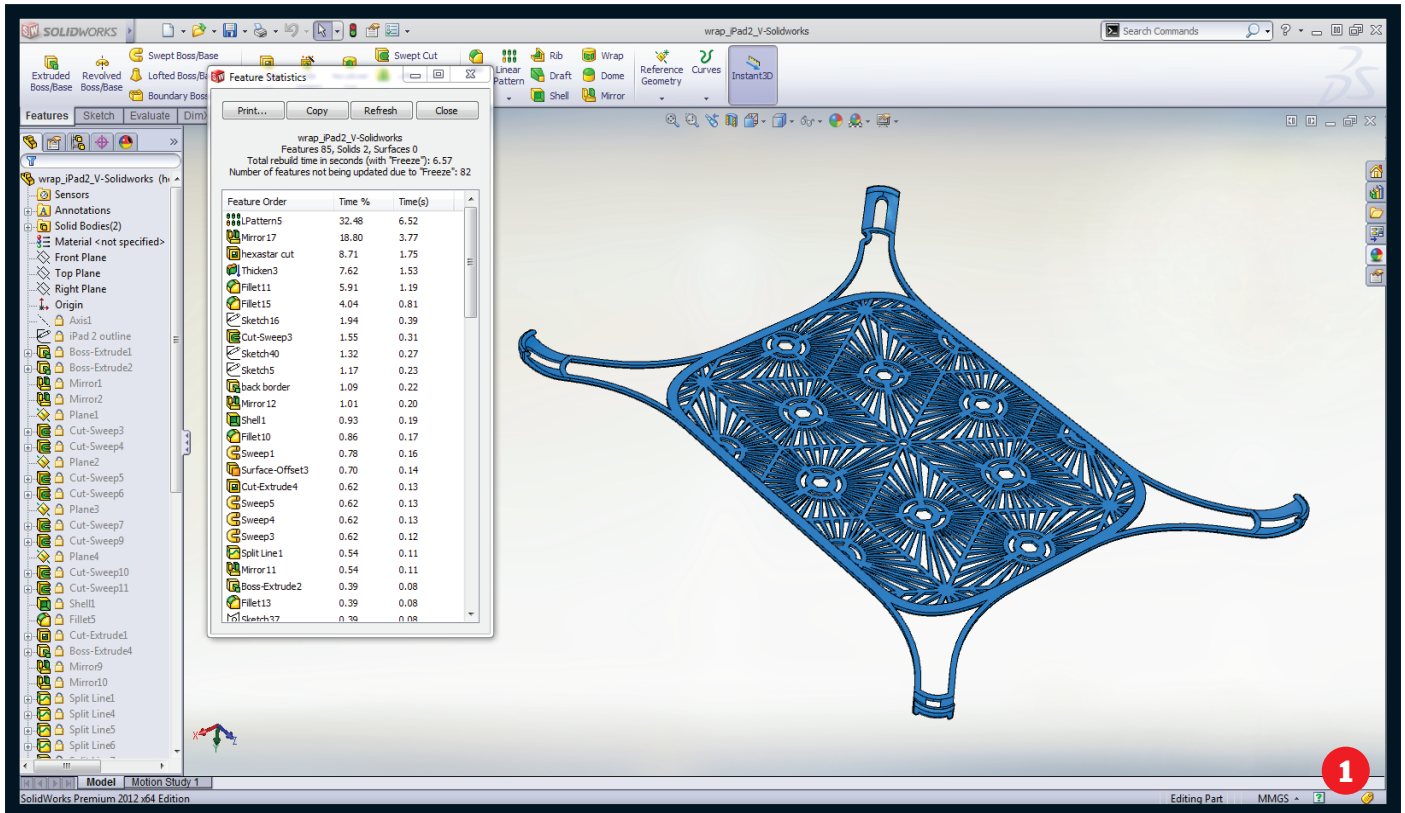 SOLIDWORKS
wrap_iPad2_V-Solidworks
Search Commands
Extruded Boss/Base
Revolved Boss/Base
Swept Boss/Base
Lofted Boss/Ba
Boundary Boss
Swept Cut
Linear Pattern
Rib
Draft
Shell
Wrap
Dome
Mirror
Reference Geometry
Curves
Instant3D
Features
Sketch
Evaluate
DimX
Feature Statistics
Print...
Copy
Refresh
Close
wrap_iPad2_V-Solidworks
Features 85, Solids 2, Surfaces 0
Total rebuild time in seconds (with "Freeze"): 6.57
Number of features not being updated due to "Freeze": 82
Feature Order Time % Time(s)
LPattern5 32.48 6.52
Mirror17 18.80 3.77
hexastar cut 8.71 1.75
Thicken3 7.62 1.53
Fillet11 5.91 1.19
Fillet15 4.04 0.81
Sketch16 1.94 0.39
Cut-Sweep3 1.55 0.31
Sketch40 1.32 0.27
Sketch5 1.17 0.23
back border 1.09 0.22
Mirror12 1.01 0.20
Shell1 0.93 0.19
Fillet10 0.86 0.17
Sweep1 0.78 0.16
Surface-Offset3 0.70 0.14
Cut-Extrude4 0.62 0.13
Sweep5 0.62 0.13
Sweep4 0.62 0.13
Sweep3 0.62 0.12
Split Line1 0.54 0.11
Mirror11 0.54 0.11
Boss-Extrude2 0.39 0.08
Fillet13 0.39 0.08
Sketch37 0.39 0.08
wrap_iPad2_V-Solidworks (h
Sensors
Annotations
Solid Bodies(2)
Material <not specified>
Front Plane
Top Plane
Right Plane
Origin
Axis1
iPad 2 outline
Boss-Extrude1
Boss-Extrude2
Mirror1
Mirror2
Plane1
Cut-Sweep3
Cut-Sweep4
Plane2
Cut-Sweep5
Cut-Sweep6
Plane3
Cut-Sweep7
Cut-Sweep9
Plane4
Cut-Sweep10
Cut-Sweep11
Shell1
Fillet5
Cut-Extrude1
Boss-Extrude4
Mirror9
Mirror10
Split Line1
Split Line4
Split Line5
Split Line6
X
Y
Z
Model
Motion Study 1
SolidWorks Premium 2012 x64 Edition
Editing Part
MMGS
1